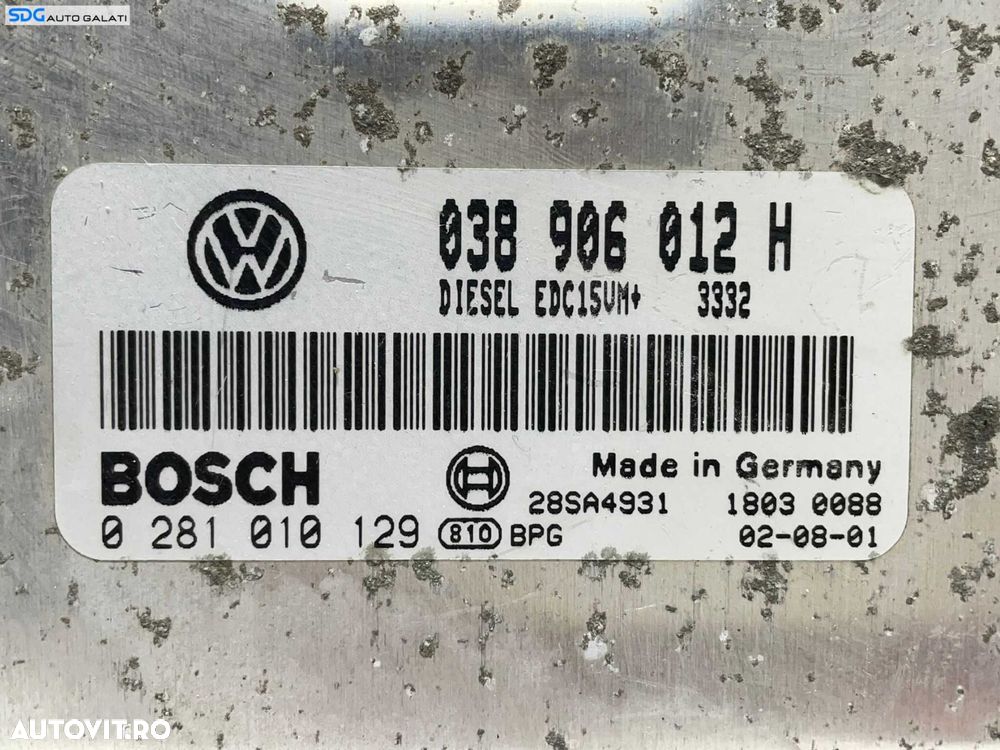 SDG AUTO GALATI
038 906 012 H
DIESEL EDC15VM+ 3332
BOSCH
Made in Germany
28SA4931 1803 0088
0 281 010 129 810 BPG 02-08-01
AUTOVIT.RO